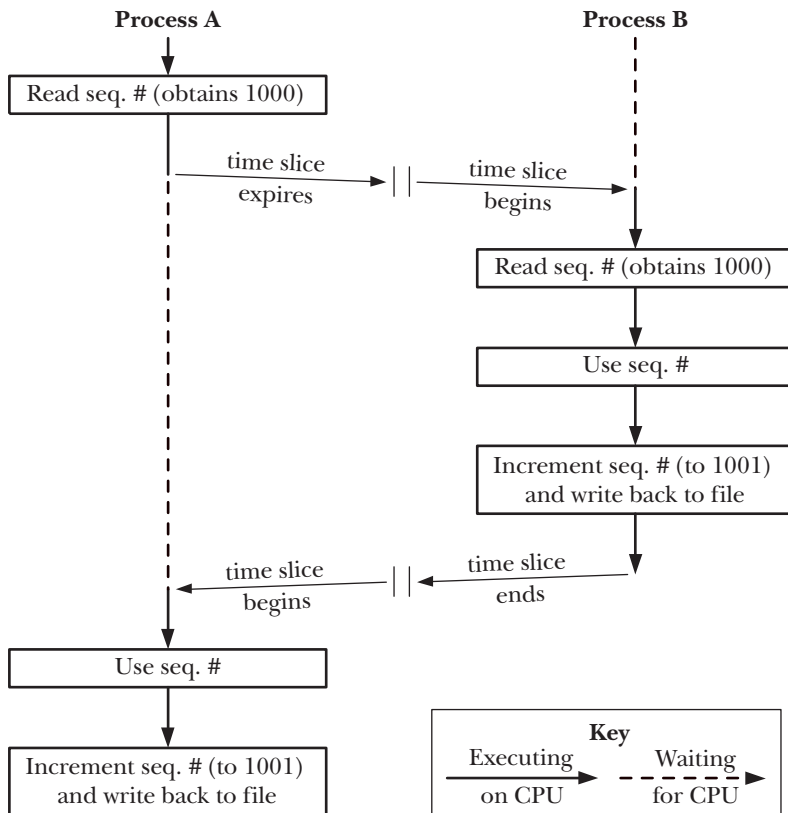 Process A
Process B
Read seq. # (obtains 1000)
time slice
expires
time slice
begins
Read seq. # (obtains 1000)
Use seq. #
Increment seq. # (to 1001)
and write back to file
time slice
begins
time slice
ends
Use seq. #
Increment seq. # (to 1001)
and write back to file
Key
Executing
on CPU
Waiting
for CPU